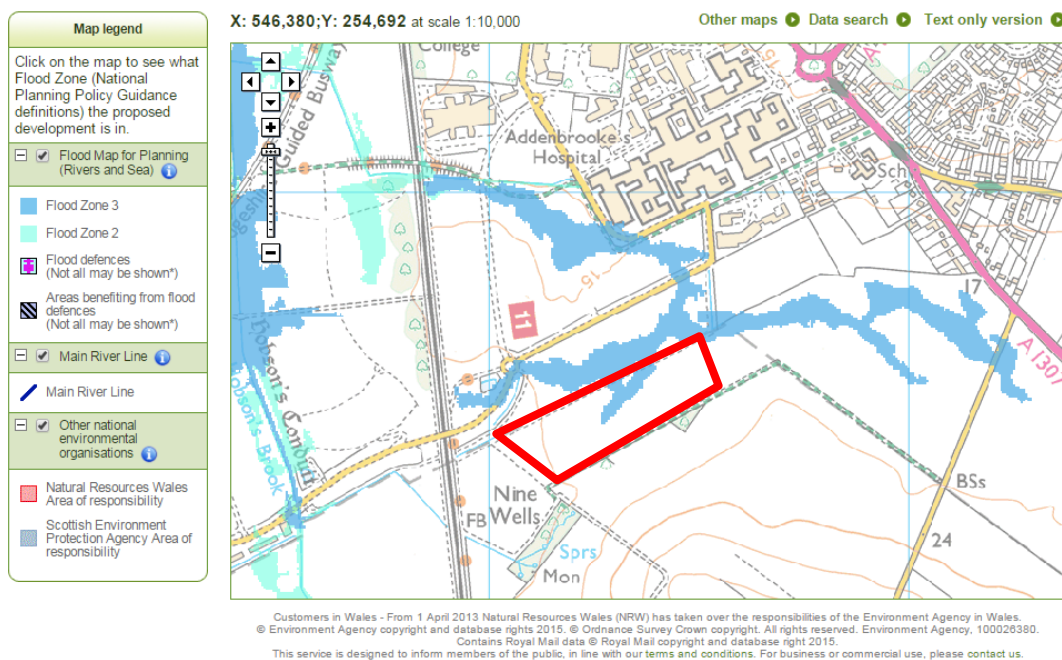 Map legend
Click on the map to see what
Flood Zone (National
Planning Policy Guidance
definitions) the proposed
development is in.
Flood Map for Planning
(Rivers and Sea)
Flood Zone 3
Flood Zone 2
Flood defences
(Not all may be shown*)
Areas benefiting from flood
defences
(Not all may be shown*)
Main River Line
Main River Line
Other national
environmental
organisations
Natural Resources Wales
Area of responsibility
Scottish Environment
Protection Agency Area of
responsibility
X: 546,380;Y: 254,692 at scale 1:10,000
Other maps Data search Text only version
College
Guided Busway
Addenbrooke's
Hospital
Sch
A
15
15
11
17
A 1307
Hobson's Conduit
Hobson's Brook
Nine
Wells
FB
Sprs
Mon
BSs
24
Customers in Wales - From 1 April 2013 Natural Resources Wales (NRW) has taken over the responsibilities of the Environment Agency in Wales.
© Environment Agency copyright and database rights 2015. © Ordnance Survey Crown copyright. All rights reserved. Environment Agency, 100026380.
Contains Royal Mail data © Royal Mail copyright and database right 2015.
This service is designed to inform members of the public, in line with our terms and conditions. For business or commercial use, please contact us.